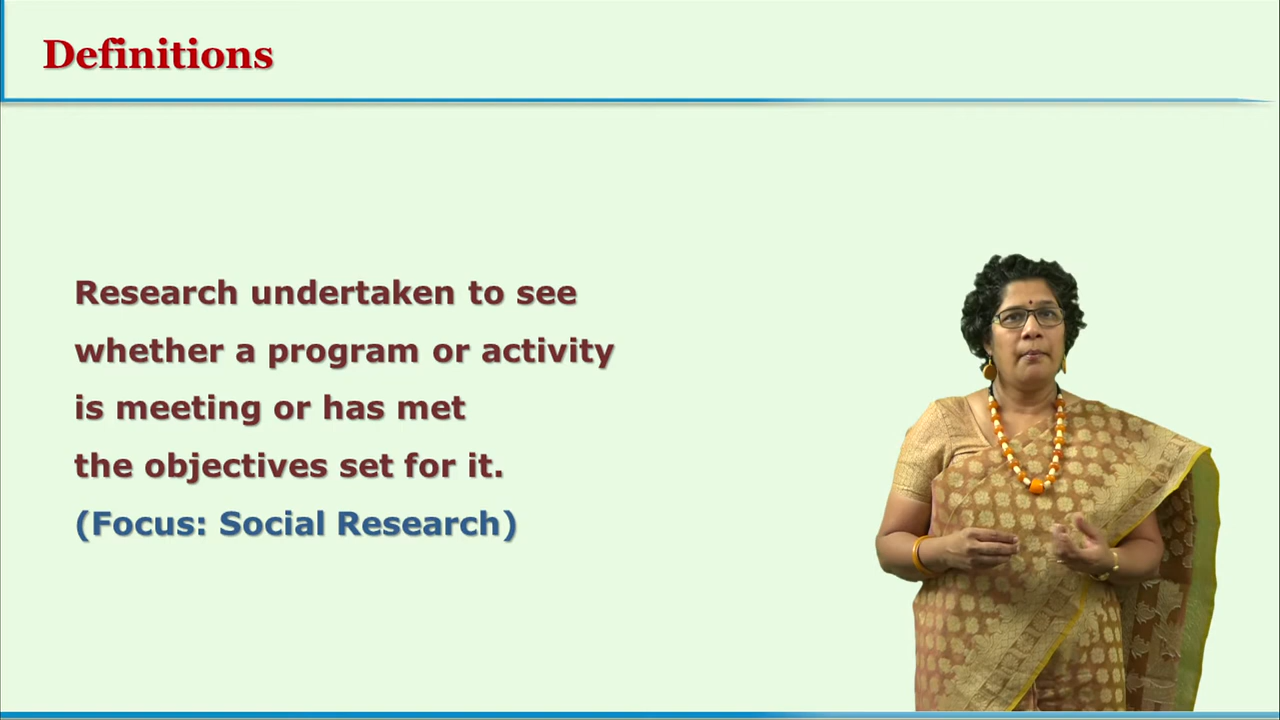 Definitions
Research undertaken to see
whether a program or activity
is meeting or has met
the objectives set for it.
(Focus: Social Research)